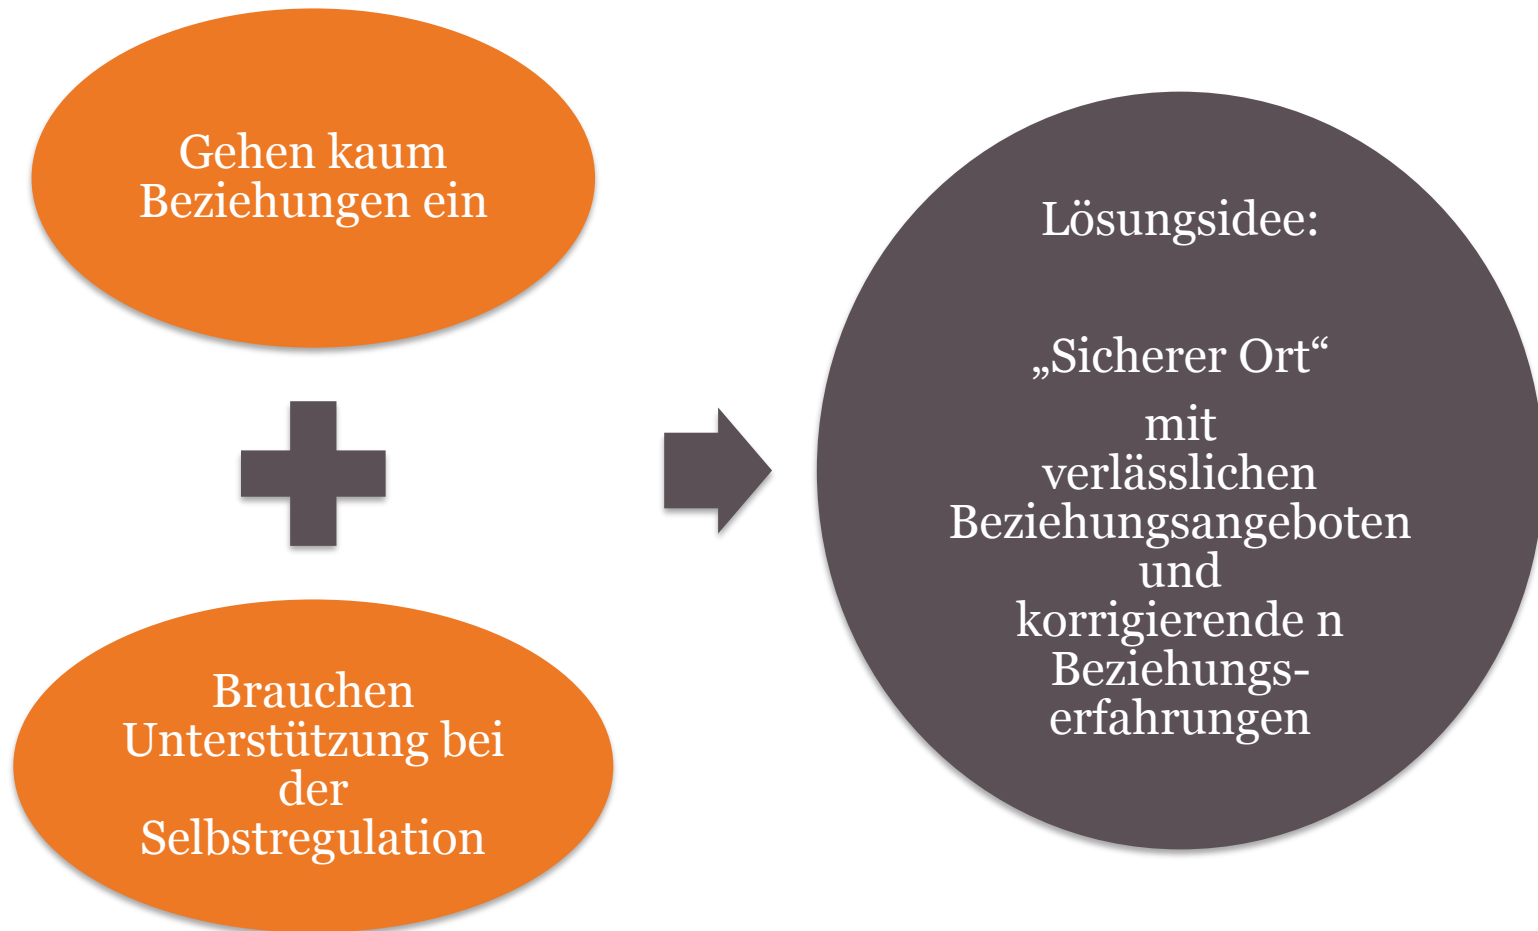 Gehen kaum
Beziehungen ein
Brauchen
Unterstützung bei
der
Selbstregulation
Lösungsidee:
„Sicherer Ort“
mit
verlässlichen
Beziehungsangeboten
und
korrigierende n
Beziehungs-
erfahrungen